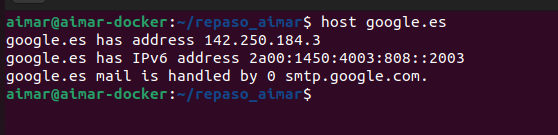 aimar@aimar-docker:~/repaso_aimar$ host google.es
google.es has address 142.250.184.3
google.es has IPv6 address 2a00:1450:4003:808::2003
google.es mail is handled by 0 smtp.google.com.
aimar@aimar-docker:~/repaso_aimar$